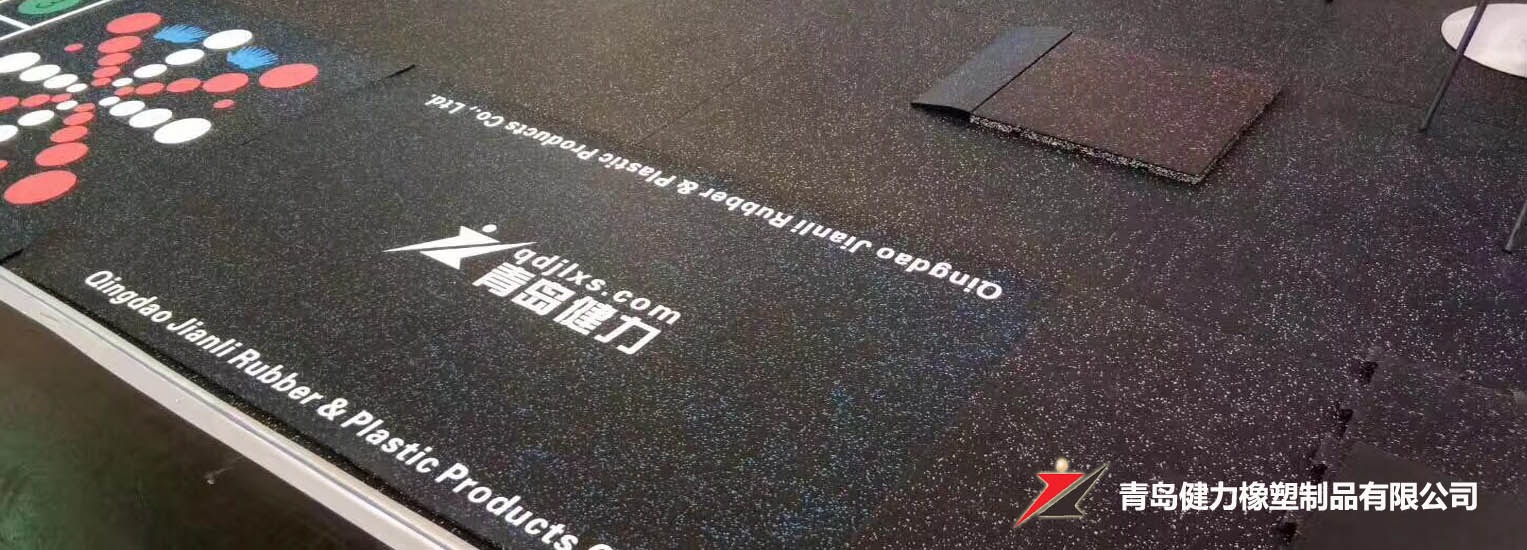 Qingdao Jianli Rubber & Plastic Products Co., Ltd.
qdjlxs.com
青岛健力
Qingdao Jianli Rubber & Plastic Products
青岛健力橡塑制品有限公司